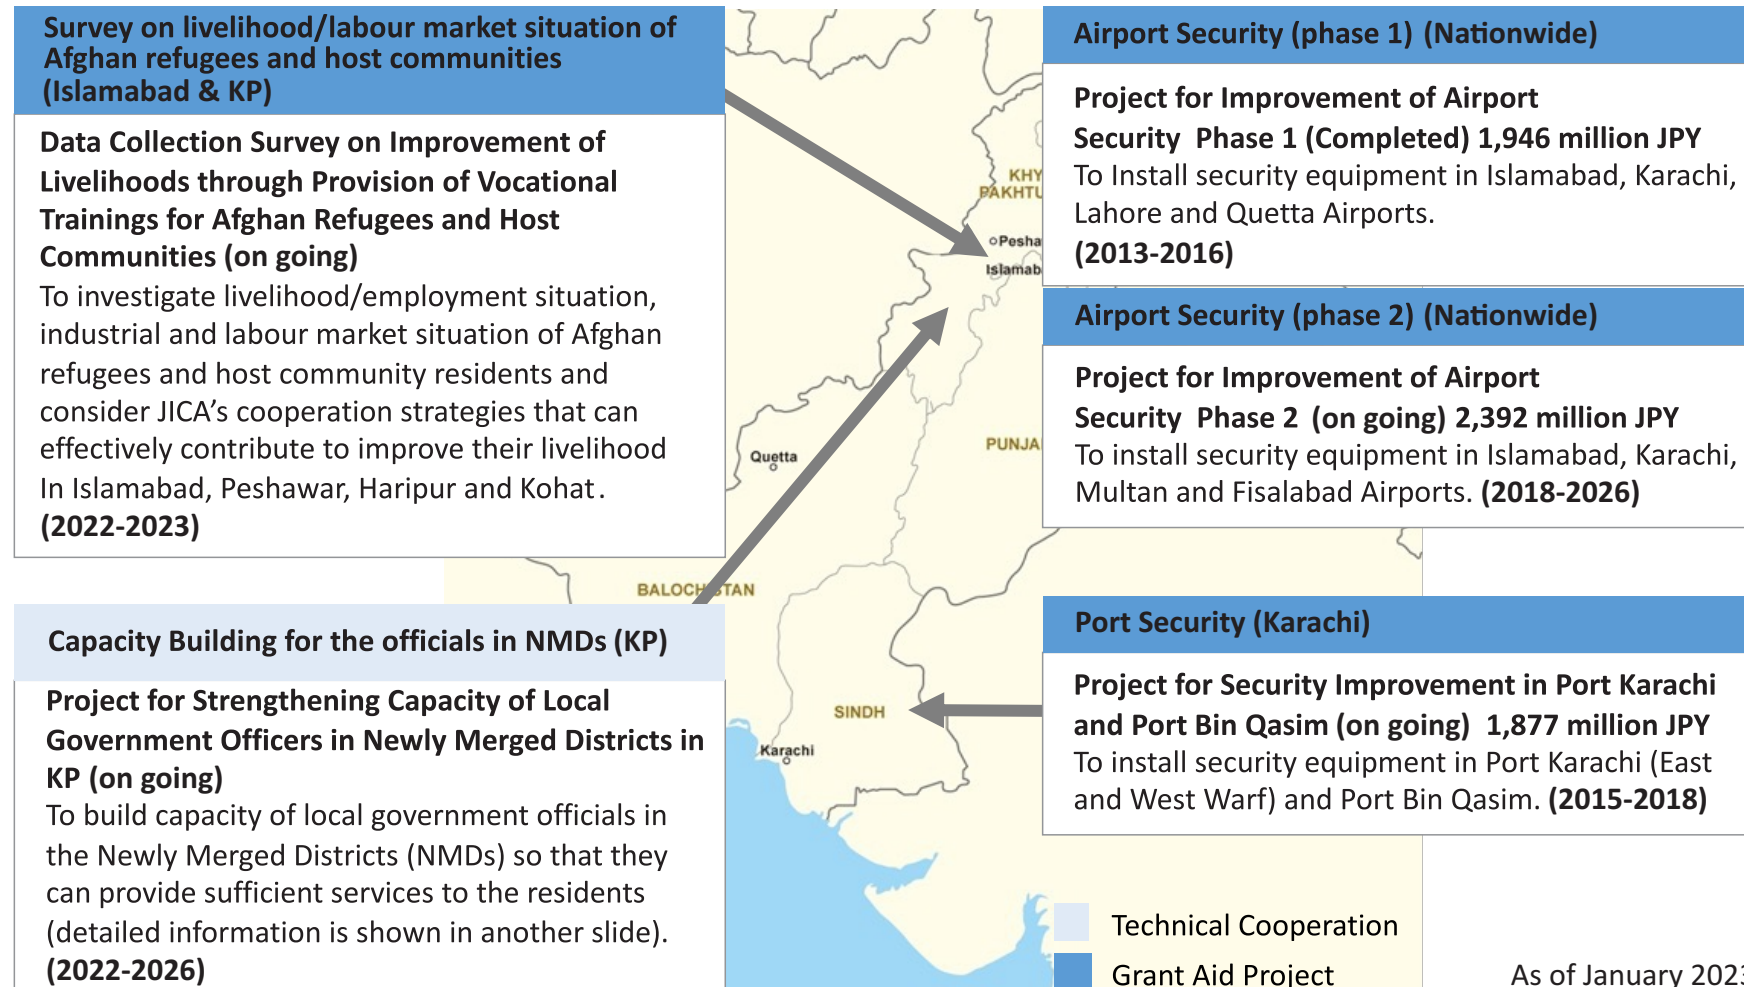 Survey on livelihood/labour market situation of
Afghan refugees and host communities
(Islamabad & KP)
Data Collection Survey on Improvement of
Livelihoods through Provision of Vocational
Trainings for Afghan Refugees and Host
Communities (on going)
To investigate livelihood/employment situation,
industrial and labour market situation of Afghan
refugees and host community residents and
consider JICA’s cooperation strategies that can
effectively contribute to improve their livelihood
In Islamabad, Peshawar, Haripur and Kohat.
(2022-2023)
Capacity Building for the officials in NMDs (KP)
Project for Strengthening Capacity of Local
Government Officers in Newly Merged Districts in
KP (on going)
To build capacity of local government officials in
the Newly Merged Districts (NMDs) so that they
can provide sufficient services to the residents
(detailed information is shown in another slide).
(2022-2026)
KHY
PAKHTU
Pesha
Islamab
PUNJA
Quetta
BALOCHISTAN
SINDH
Karachi
Airport Security (phase 1) (Nationwide)
Project for Improvement of Airport
Security Phase 1 (Completed) 1,946 million JPY
To Install security equipment in Islamabad, Karachi,
Lahore and Quetta Airports.
(2013-2016)
Airport Security (phase 2) (Nationwide)
Project for Improvement of Airport
Security Phase 2 (on going) 2,392 million JPY
To install security equipment in Islamabad, Karachi,
Multan and Fisalabad Airports. (2018-2026)
Port Security (Karachi)
Project for Security Improvement in Port Karachi
and Port Bin Qasim (on going) 1,877 million JPY
To install security equipment in Port Karachi (East
and West Warf) and Port Bin Qasim. (2015-2018)
Technical Cooperation
Grant Aid Project
As of January 2023